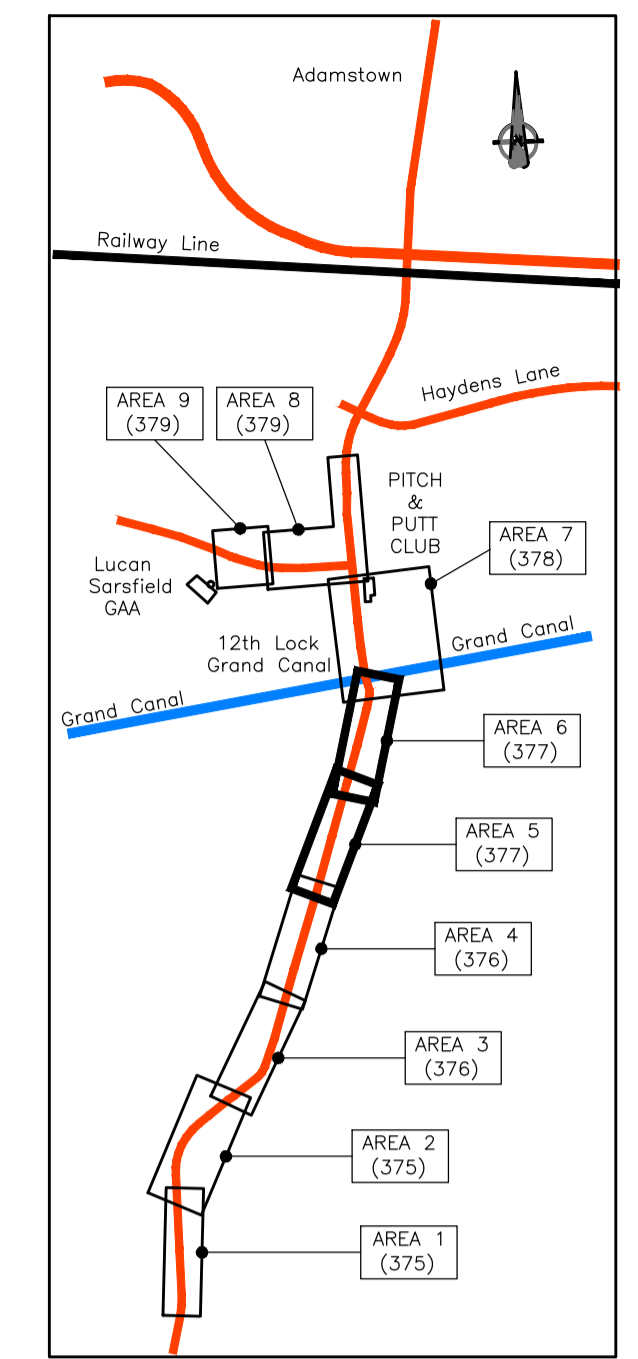 Adamstown
N
Railway Line
Haydens Lane
AREA 9
(379)
AREA 8
(379)
PITCH
&
PUTT
CLUB
AREA 7
(378)
Lucan
Sarsfield
GAA
12th Lock
Grand Canal
Grand Canal
Grand Canal
AREA 6
(377)
AREA 5
(377)
AREA 4
(376)
AREA 3
(376)
AREA 2
(375)
AREA 1
(375)